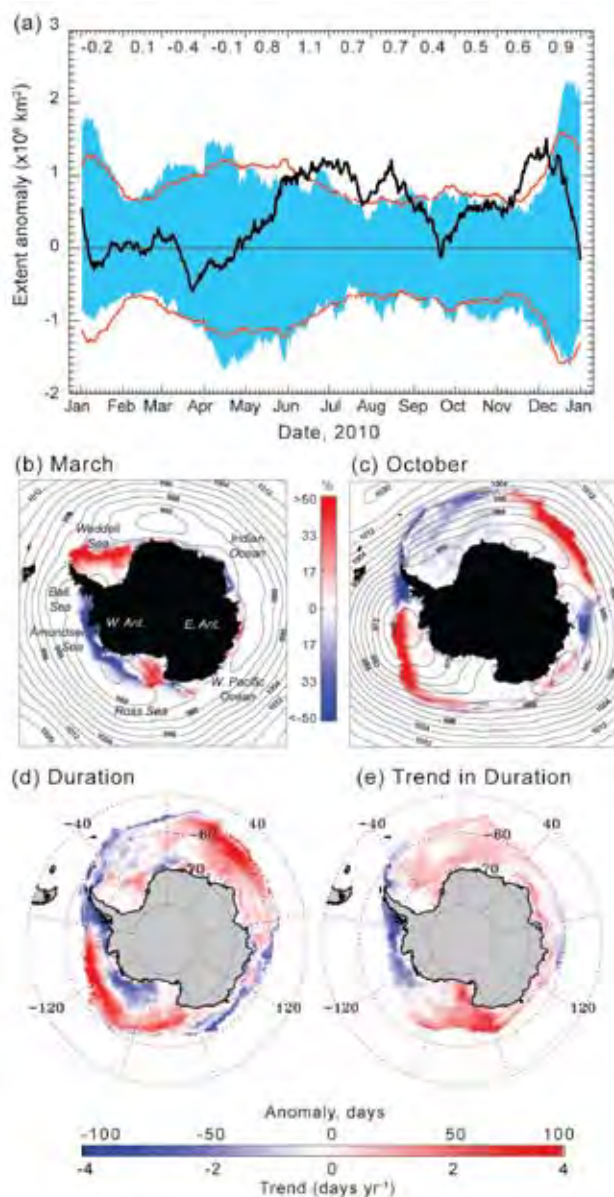 (a)
3
-0.2 0.1 -0.4 -0.1 0.8 1.1 0.7 0.7 0.4 0.5 0.6 0.9
2
1
0
-1
-2
Extent anomaly (x10⁶ km²)
Jan Feb Mar Apr May Jun Jul Aug Sep Oct Nov Dec Jan
Date, 2010
(b) March
(c) October
%
>50
33
17
0
17
33
<-50
Weddell
Sea
Indian
Ocean
Bell.
Sea
W. Ant.
E. Ant.
Amundsen
Sea
W. Pacific
Ocean
Ross Sea
(d) Duration
(e) Trend in Duration
-40
40
-60
-70
-120
120
-40
40
-60
-70
-120
120
Anomaly, days
-100 -50 0 50 100
-4 -2 0 2 4
Trend (days yr⁻¹)